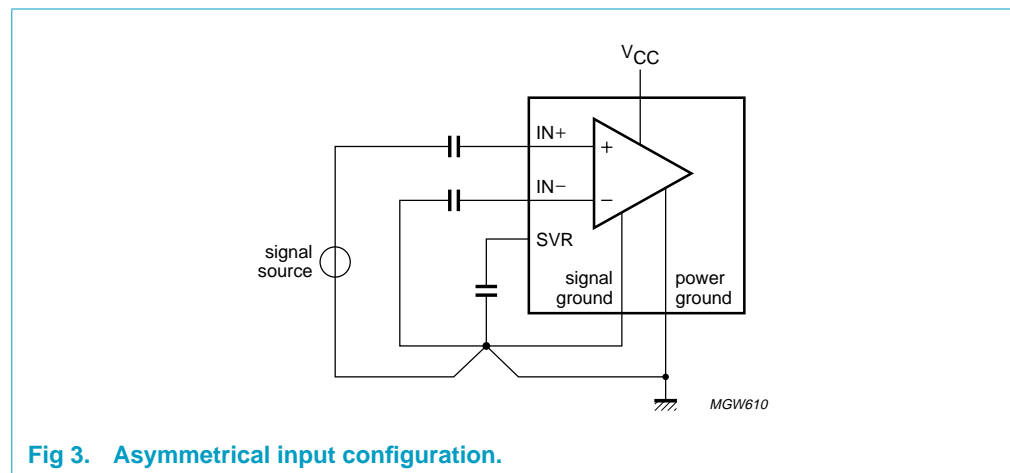 VCC
IN+
+
IN−
−
SVR
signal
source
signal
ground
power
ground
MGW610
Fig 3. Asymmetrical input configuration.